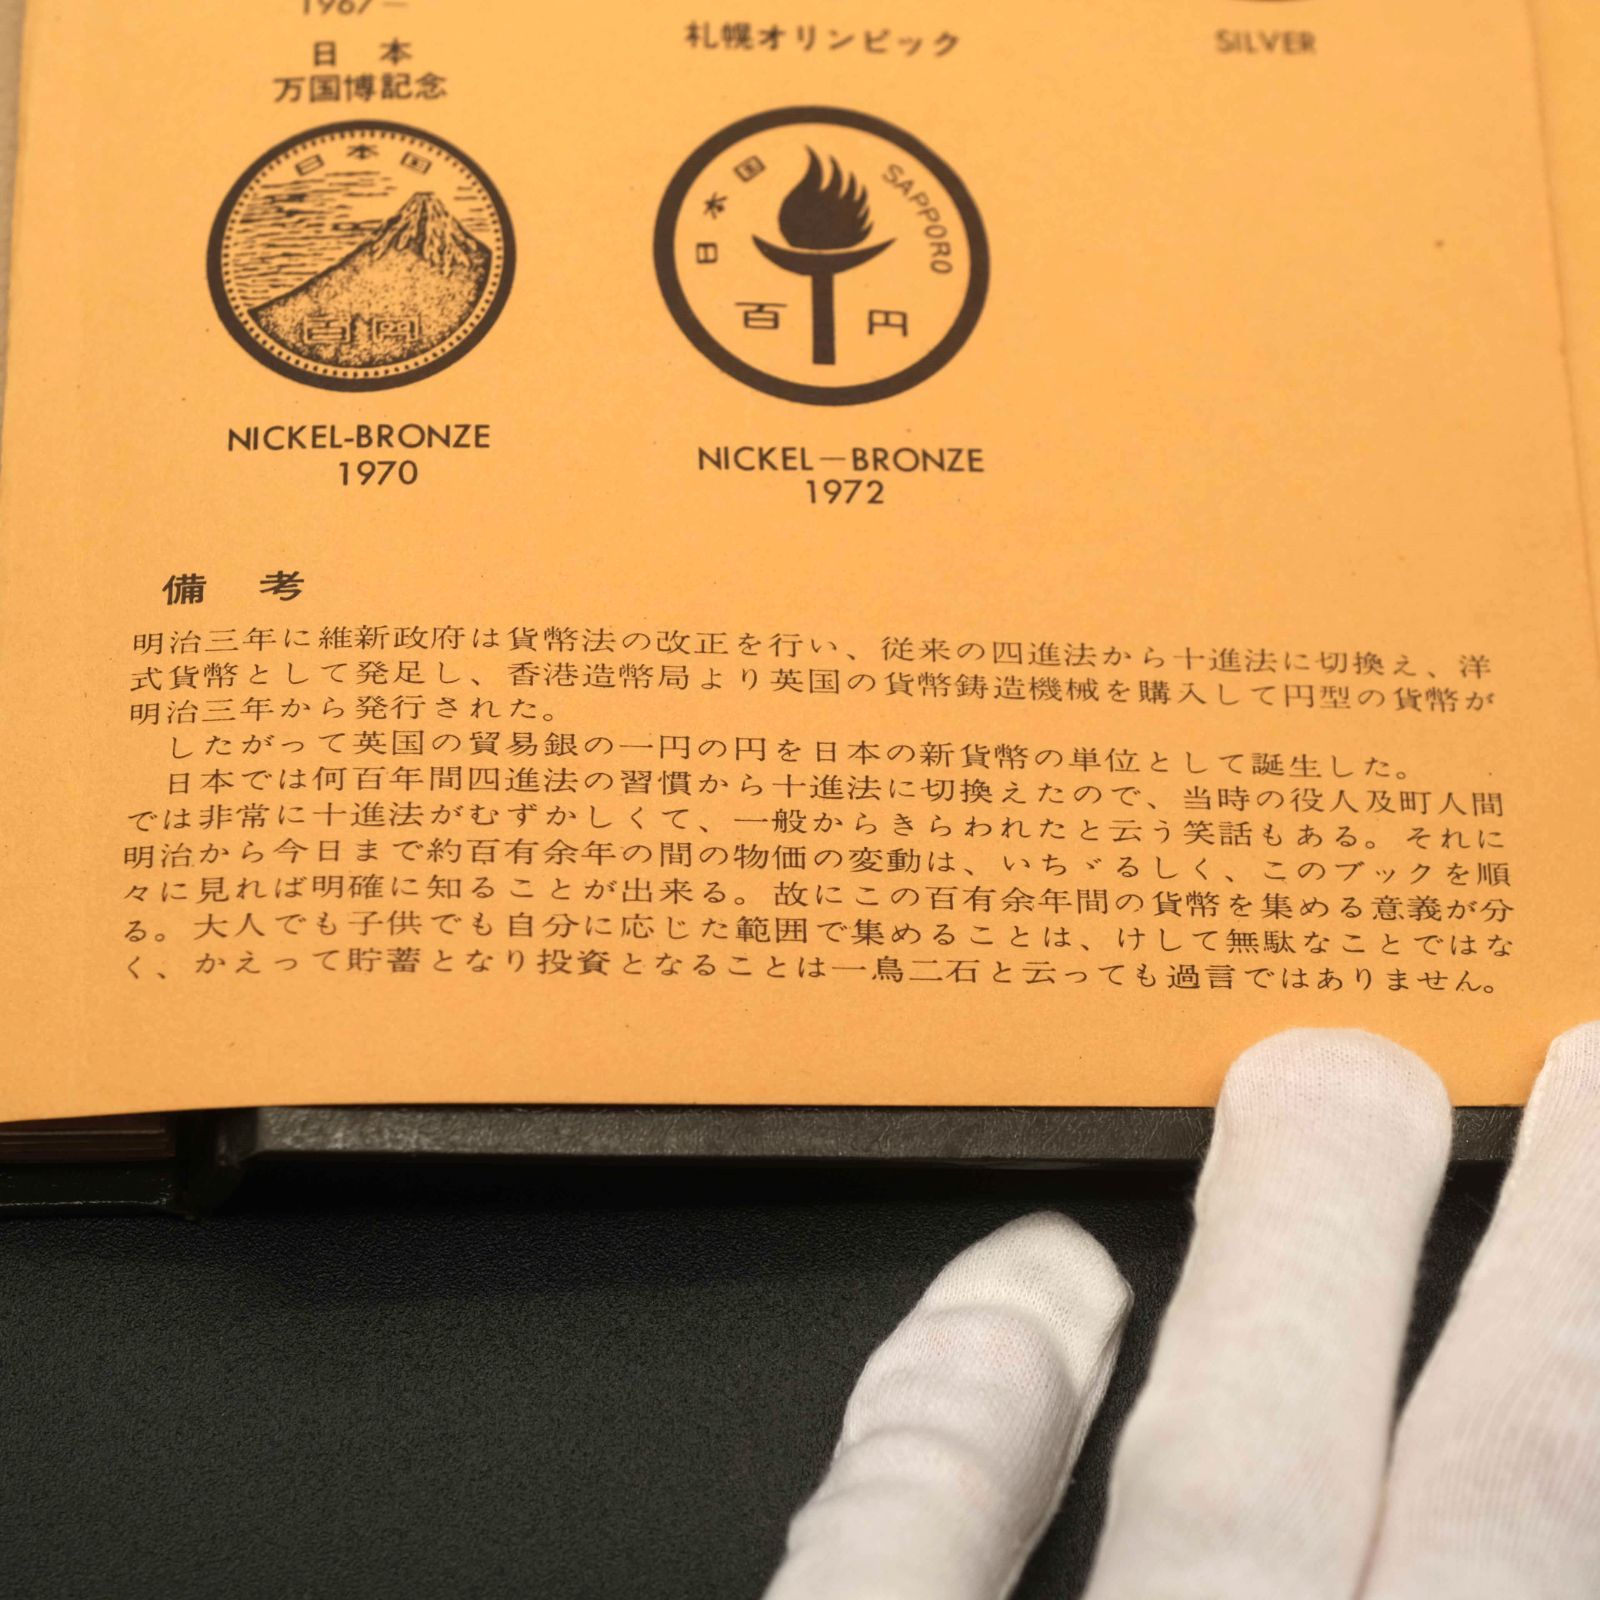 1967—
日 本
万国博記念
札幌オリンピック
SILVER
日本国
百円
日本国
SAPPORO
百 円
NICKEL-BRONZE
1970
NICKEL—BRONZE
1972
備 考
明治三年に維新政府は貨幣法の改正を行い、従来の四進法から十進法に切換え、洋
式貨幣として発足し、香港造幣局より英国の貨幣鋳造機械を購入して円型の貨幣が
明治三年から発行された。
したがって英国の貿易銀の一円の円を日本の新貨幣の単位として誕生した。
日本では何百年間四進法の習慣から十進法に切換えたので、当時の役人及町人間
では非常に十進法がむずかしくて、一般からきらわれたと云う笑話もある。それに
明治から今日まで約百有余年の間の物価の変動は、いちゞるしく、このブックを順
々に見れば明確に知ることが出来る。故にこの百有余年間の貨幣を集める意義が分
る。大人でも子供でも自分に応じた範囲で集めることは、けして無駄なことではな
く、かえって貯蓄となり投資となることは一鳥二石と云っても過言ではありません。